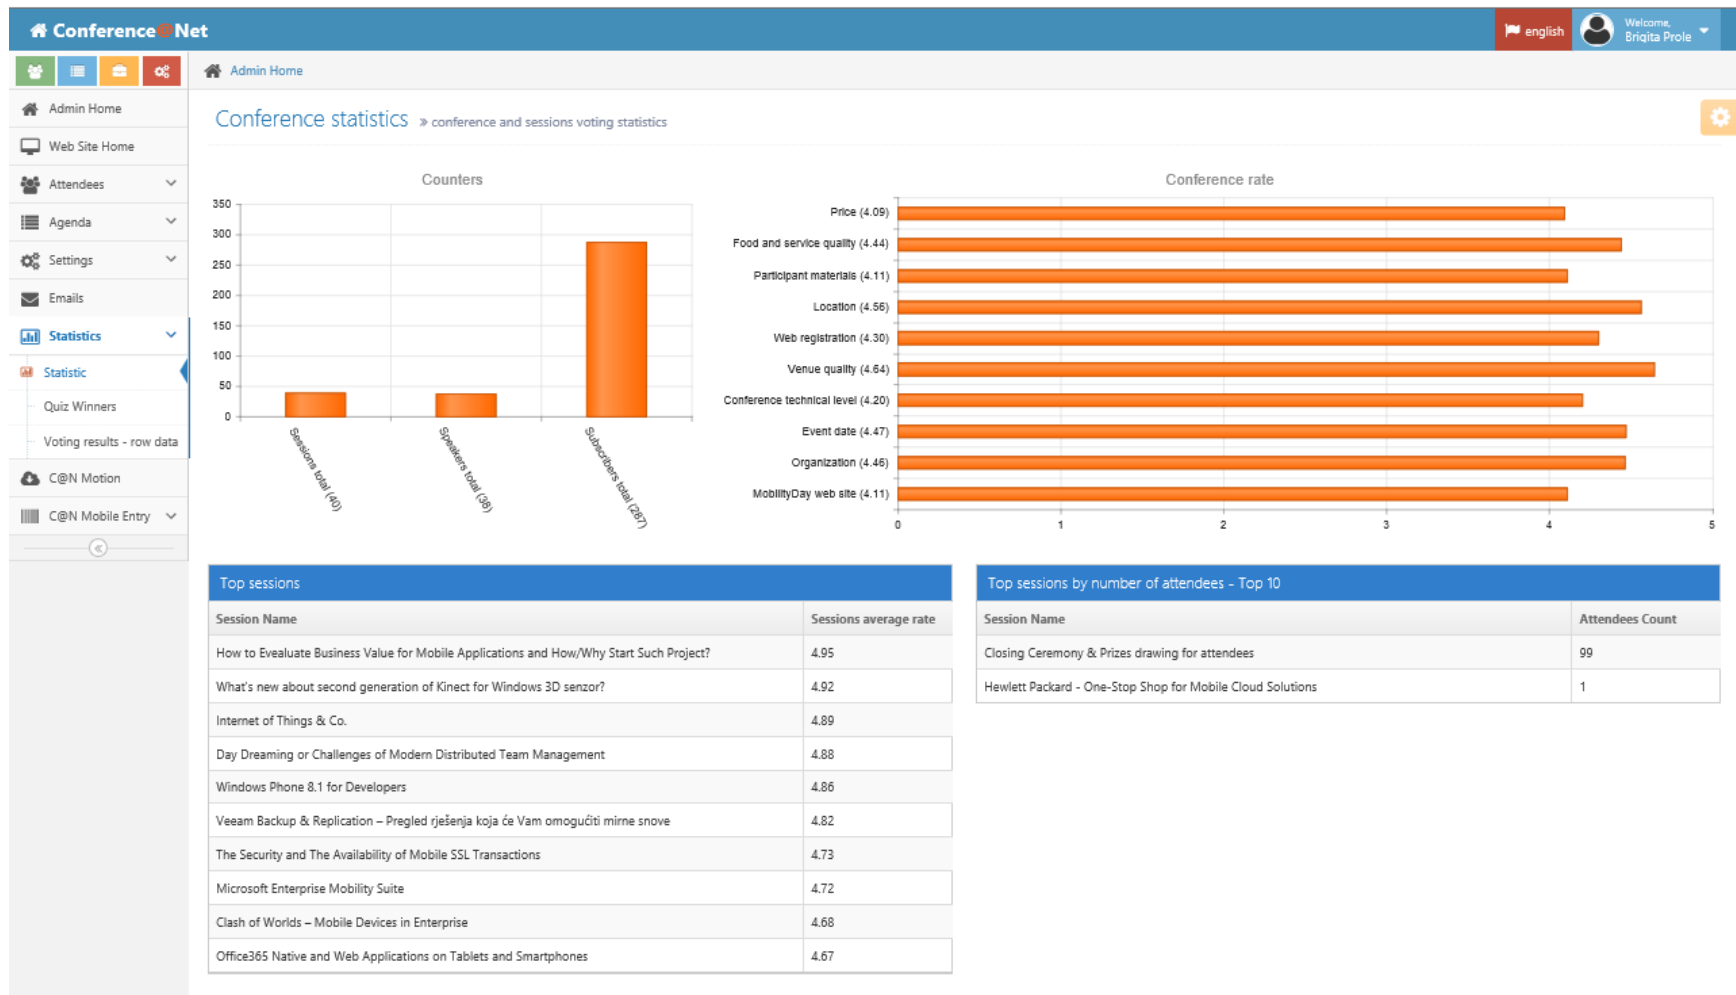 Conference@Net
english
Welcome,
Brigita Prole
Admin Home
Admin Home
Web Site Home
Attendees
Agenda
Settings
Emails
Statistics
Statistic
Quiz Winners
Voting results - row data
C@N Motion
C@N Mobile Entry
Conference statistics » conference and sessions voting statistics
Counters
350
300
250
200
150
100
50
0
Sessions total (40)
Speakers total (38)
Subscribers total (287)
Conference rate
Price (4.09)
Food and service quality (4.44)
Participant materials (4.11)
Location (4.56)
Web registration (4.30)
Venue quality (4.64)
Conference technical level (4.20)
Event date (4.47)
Organization (4.46)
MobilityDay web site (4.11)
0 1 2 3 4 5
Top sessions
Session Name Sessions average rate
How to Evealuate Business Value for Mobile Applications and How/Why Start Such Project? 4.95
What's new about second generation of Kinect for Windows 3D senzor? 4.92
Internet of Things & Co. 4.89
Day Dreaming or Challenges of Modern Distributed Team Management 4.88
Windows Phone 8.1 for Developers 4.86
Veeam Backup & Replication – Pregled rješenja koja će Vam omogućiti mirne snove 4.82
The Security and The Availability of Mobile SSL Transactions 4.73
Microsoft Enterprise Mobility Suite 4.72
Clash of Worlds – Mobile Devices in Enterprise 4.68
Office365 Native and Web Applications on Tablets and Smartphones 4.67
Top sessions by number of attendees - Top 10
Session Name Attendees Count
Closing Ceremony & Prizes drawing for attendees 99
Hewlett Packard - One-Stop Shop for Mobile Cloud Solutions 1